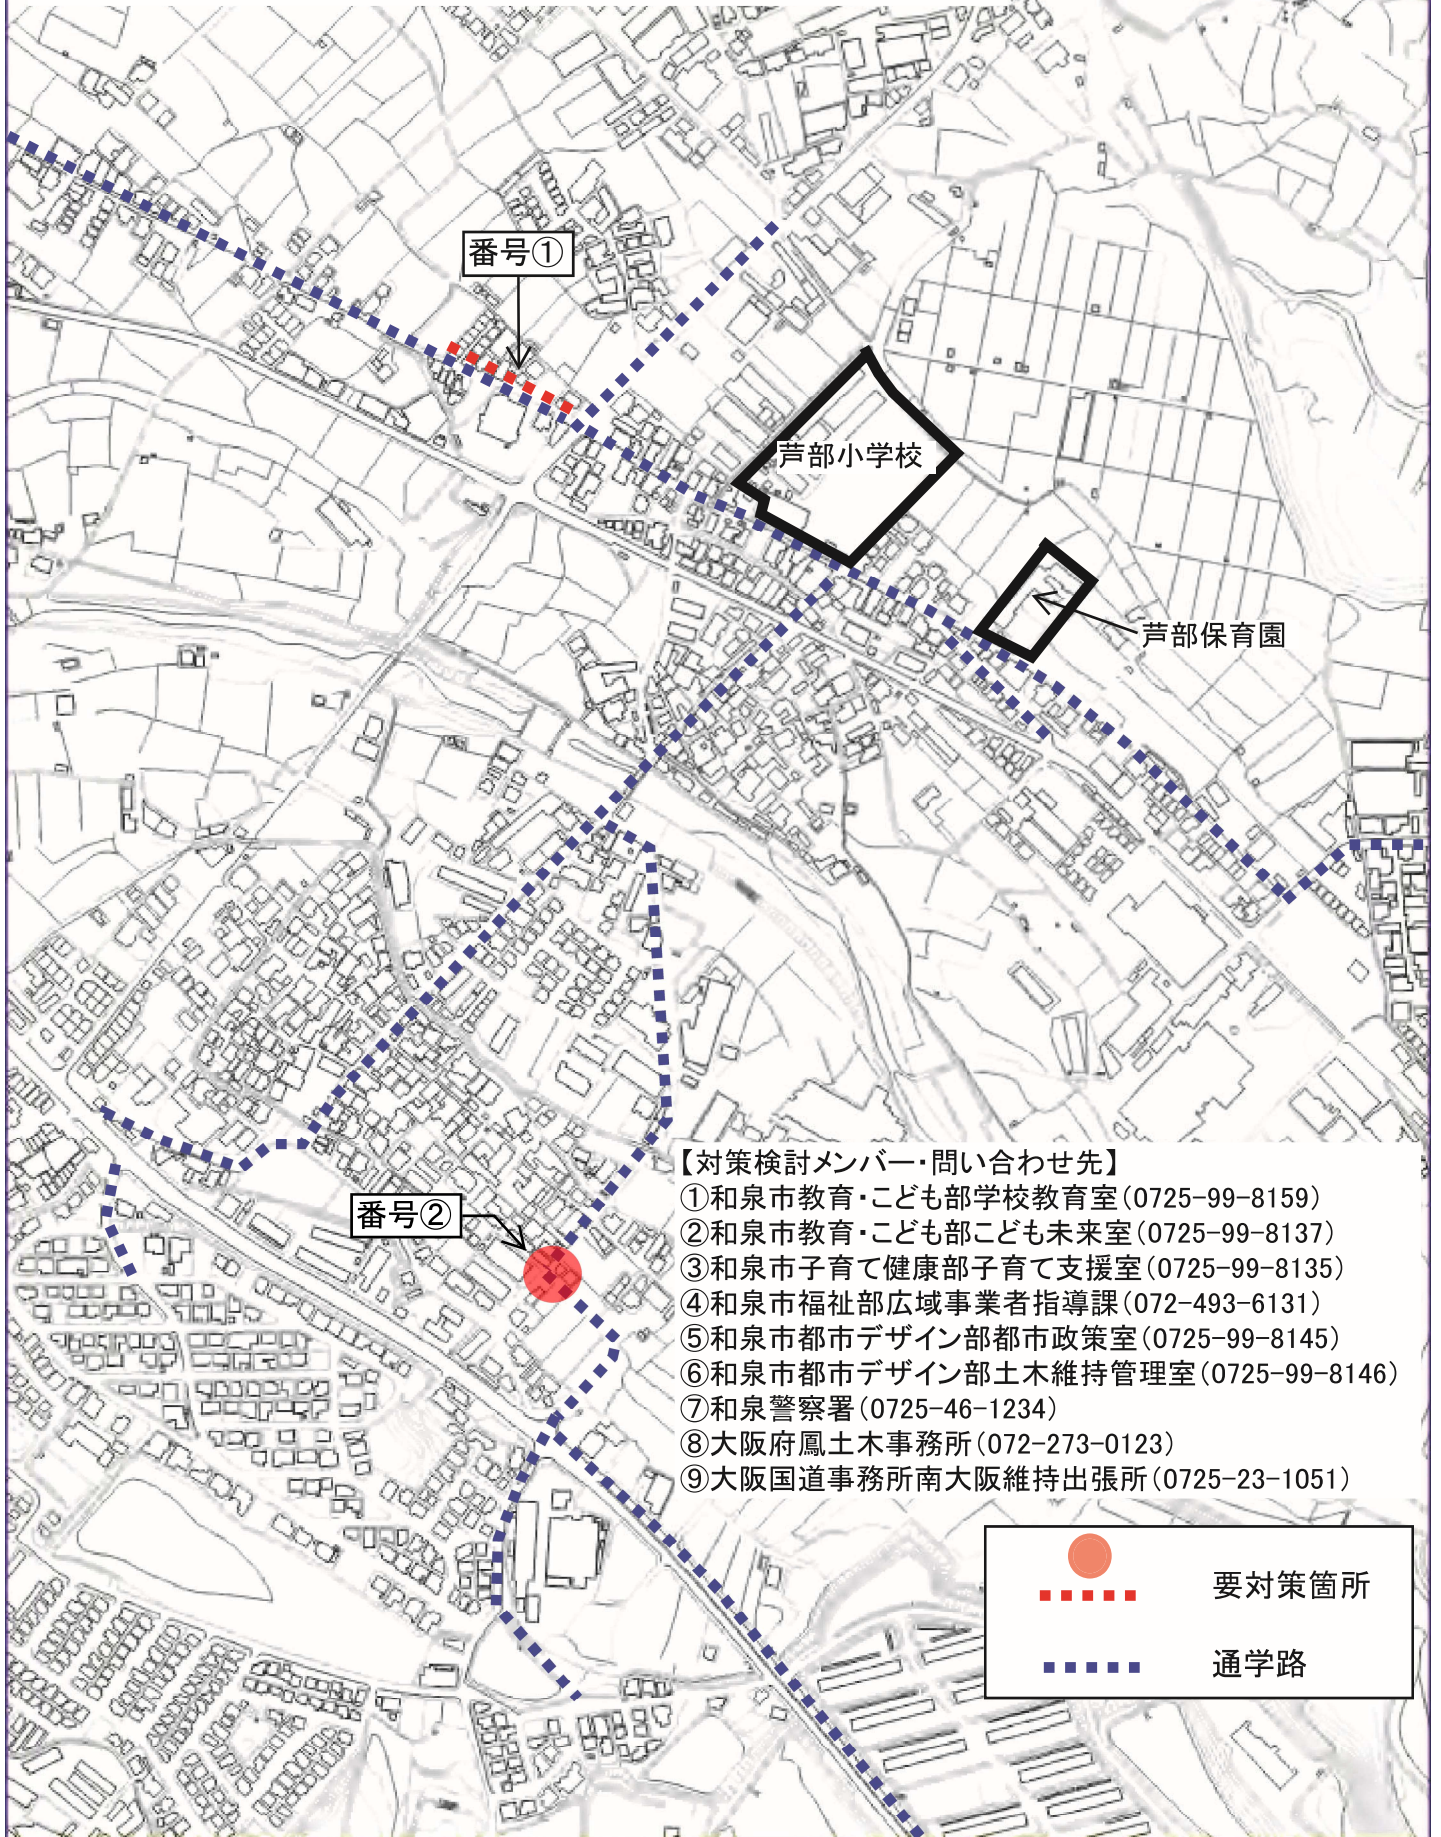 番号①
芦部小学校
芦部保育園
番号②
【対策検討メンバー・問い合わせ先】
①和泉市教育・こども部学校教育室(0725-99-8159)
②和泉市教育・こども部こども未来室(0725-99-8137)
③和泉市子育て健康部子育て支援室(0725-99-8135)
④和泉市福祉部広域事業者指導課(072-493-6131)
⑤和泉市都市デザイン部都市政策室(0725-99-8145)
⑥和泉市都市デザイン部土木維持管理室(0725-99-8146)
⑦和泉警察署(0725-46-1234)
⑧大阪府鳳土木事務所(072-273-0123)
⑨大阪国道事務所南大阪維持出張所(0725-23-1051)
要対策箇所
通学路